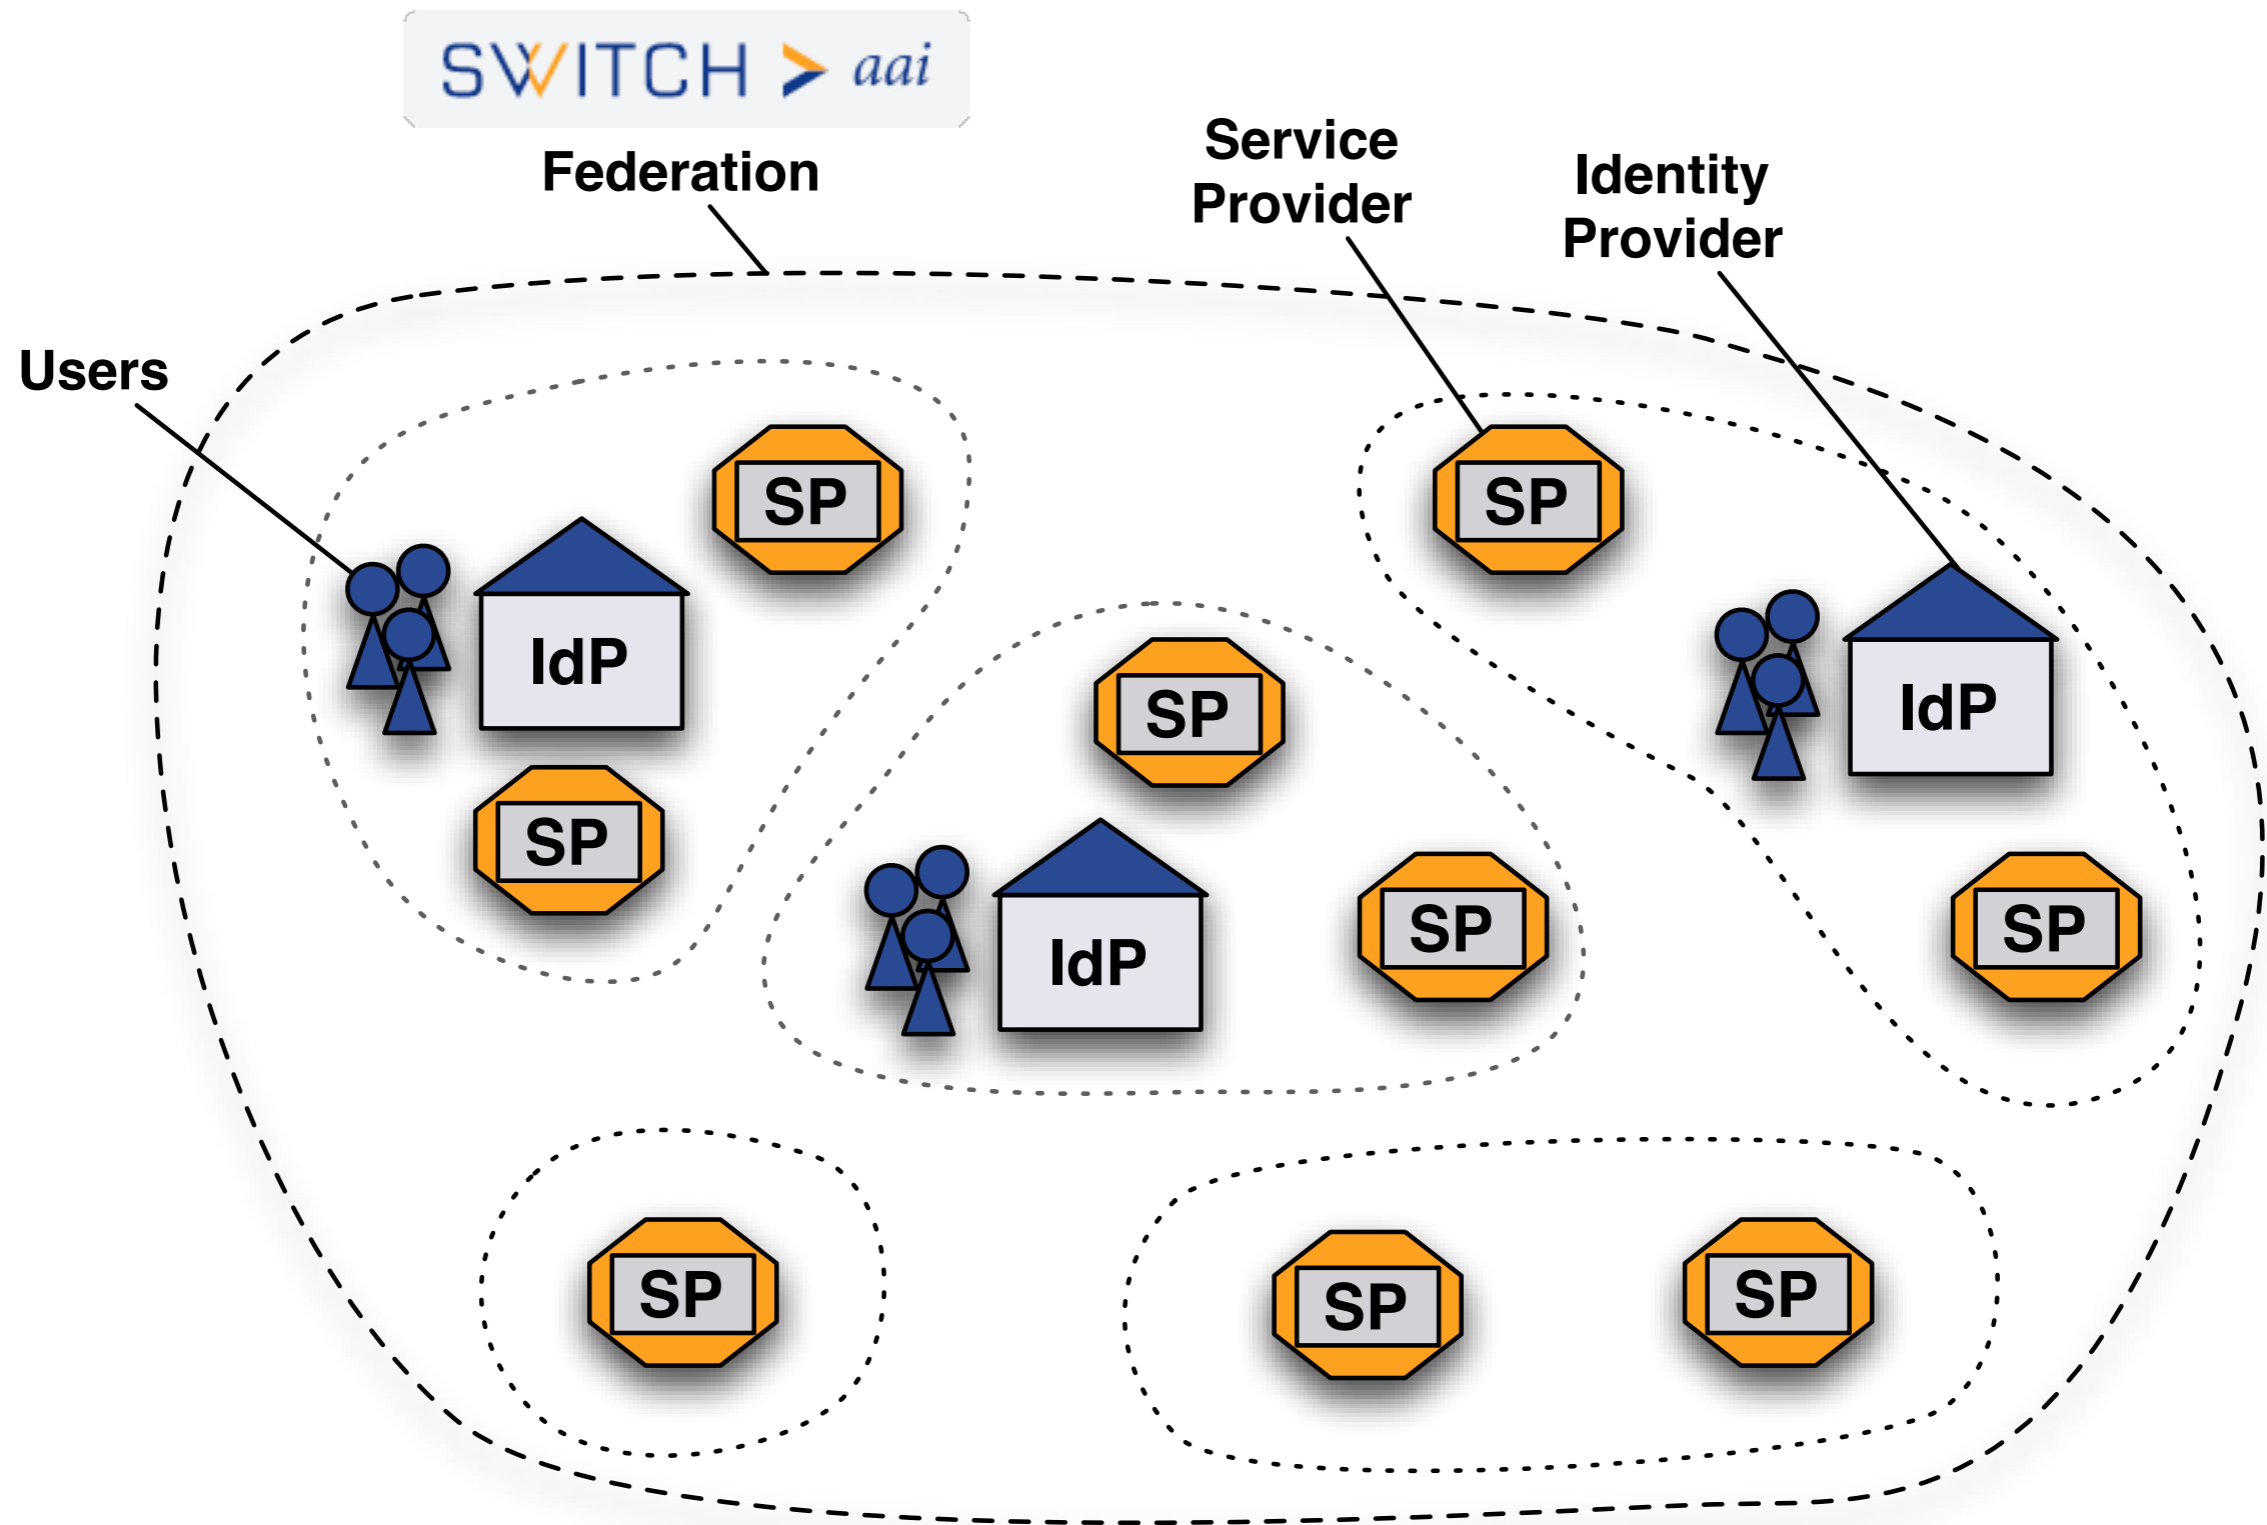 SWITCH > aai
Federation
Service
Provider
Identity
Provider
Users
SP
SP
IdP
SP
IdP
SP
SP
IdP
SP
SP
SP
SP
SP